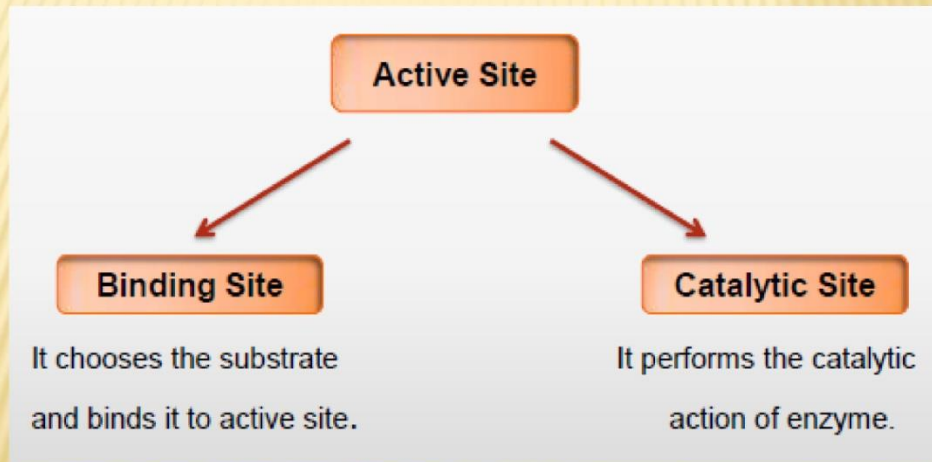 Active Site
Binding Site
It chooses the substrate
and binds it to active site.
Catalytic Site
It performs the catalytic
action of enzyme.